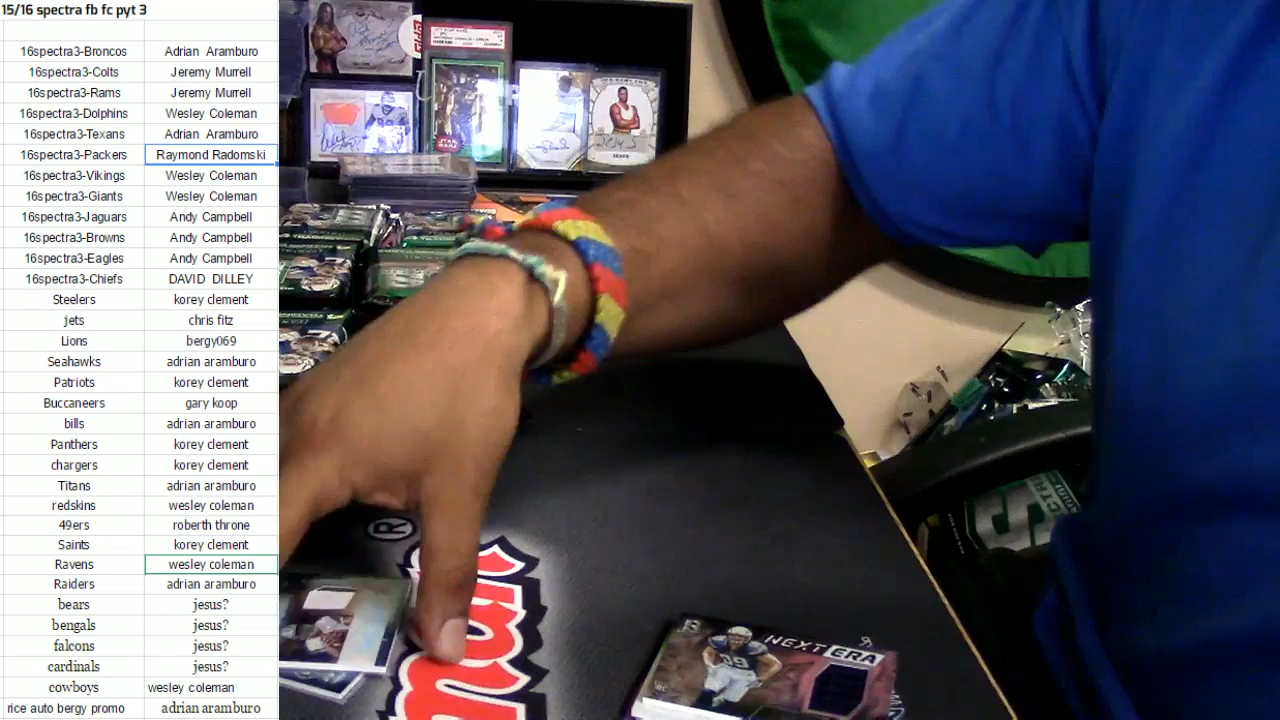 15/16 spectra fb fc pyt 3
16spectra3-Broncos Adrian Aramburo
16spectra3-Colts Jeremy Murrell
16spectra3-Rams Jeremy Murrell
16spectra3-Dolphins Wesley Coleman
16spectra3-Texans Adrian Aramburo
16spectra3-Packers Raymond Radomski
16spectra3-Vikings Wesley Coleman
16spectra3-Giants Wesley Coleman
16spectra3-Jaguars Andy Campbell
16spectra3-Browns Andy Campbell
16spectra3-Eagles Andy Campbell
16spectra3-Chiefs DAVID DILLEY
Steelers korey clement
jets chris fitz
Lions bergy069
Seahawks adrian aramburo
Patriots korey clement
Buccaneers gary koop
bills adrian aramburo
Panthers korey clement
chargers korey clement
Titans adrian aramburo
redskins wesley coleman
49ers roberth throne
Saints korey clement
Ravens wesley coleman
Raiders adrian aramburo
bears jesus?
bengals jesus?
falcons jesus?
cardinals jesus?
cowboys wesley coleman
rice auto bergy promo adrian aramburo
STAR WARS
®
NEXT ERA